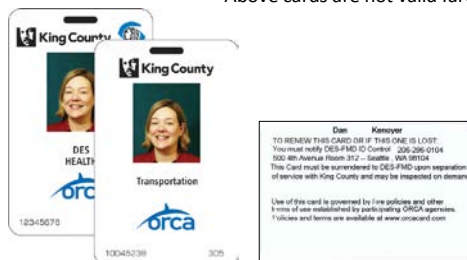 Above cards are not valid
King County
King County
DES
HEALTH
Transportation
orca
orca
12345678
10045238 305
Dan Kenoyer
TO RENEW THIS CARD OR IF THIS ONE IS LOST:
You must notify DES-FMD ID Control 206-296-0104
500 4th Avenue Room 312 – Seattle, WA 98104
This Card must be surrendered to DES-FMD upon separation
of service with King County and may be inspected on demand
Use of this card is governed by fare policies and other
terms of use established by participating ORCA agencies.
Policies and terms are available at www.orcacard.com